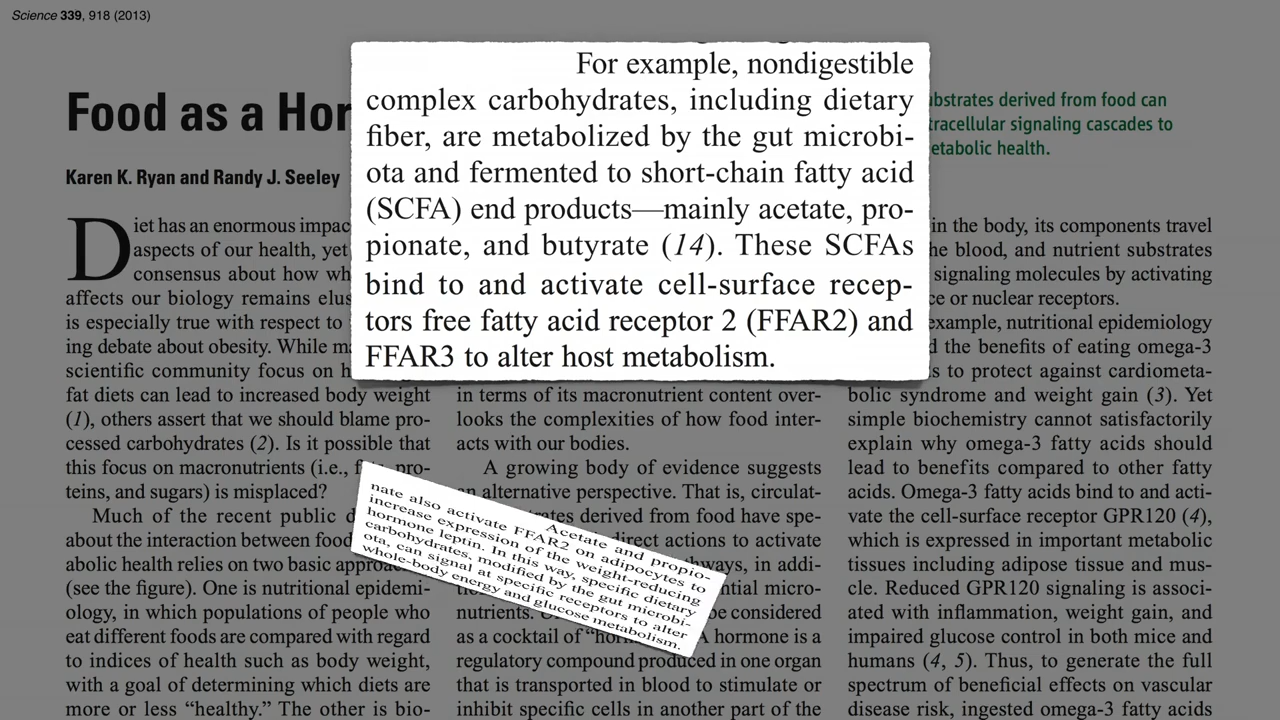 Science 339, 918 (2013)
Food as a Hor
Karen K. Ryan and Randy J. Seeley
For example, nondigestible
complex carbohydrates, including dietary
fiber, are metabolized by the gut microbi-
ota and fermented to short-chain fatty acid
(SCFA) end products—mainly acetate, pro-
pionate, and butyrate (14). These SCFAs
bind to and activate cell-surface recep-
tors free fatty acid receptor 2 (FFAR2) and
FFAR3 to alter host metabolism.
ubstrates derived from food can
tracellular signaling cascades to
etabolic health.
Diet has an enormous impac
aspects of our health, yet
consensus about how wh
affects our biology remains elus
is especially true with respect to
ing debate about obesity. While m
scientific community focus on h
fat diets can lead to increased body weight
(1), others assert that we should blame pro-
cessed carbohydrates (2). Is it possible that
this focus on macronutrients (i.e., f pro-
teins, and sugars) is misplaced?
Much of the recent public d
about the interaction between food
abolic health relies on two basic approa
(see the figure). One is nutritional epidemi-
ology, in which populations of people who
eat different foods are compared with regard
to indices of health such as body weight,
with a goal of determining which diets are
more or less “healthy.” The other is bio-
in terms of its macronutrient content over-
looks the complexities of how food inter-
acts with our bodies.
A growing body of evidence suggests
an alternative perspective. That is, circulat-
rates derived from food have spe-
direct actions to activate
ways, in addi-
ntial micro-
nutrients. be considered
as a cocktail of “hor A hormone is a
regulatory compound produced in one organ
that is transported in blood to stimulate or
inhibit specific cells in another part of the
Acetate and propio-
nate also activate FFAR2 on adipocytes to
increase expression of the weight-reducing
hormone leptin. In this way, specific dietary
carbohydrates, modified by the gut microbi-
ota, can signal at specific receptors to alter
whole-body energy and glucose metabolism.
in the body, its components travel
he blood, and nutrient substrates
signaling molecules by activating
ce or nuclear receptors.
example, nutritional epidemiology
d the benefits of eating omega-3
s to protect against cardiometa-
bolic syndrome and weight gain (3). Yet
simple biochemistry cannot satisfactorily
explain why omega-3 fatty acids should
lead to benefits compared to other fatty
acids. Omega-3 fatty acids bind to and acti-
vate the cell-surface receptor GPR120 (4),
which is expressed in important metabolic
tissues including adipose tissue and mus-
cle. Reduced GPR120 signaling is associ-
ated with inflammation, weight gain, and
impaired glucose control in both mice and
humans (4, 5). Thus, to generate the full
spectrum of beneficial effects on vascular
disease risk, ingested omega-3 fatty acids